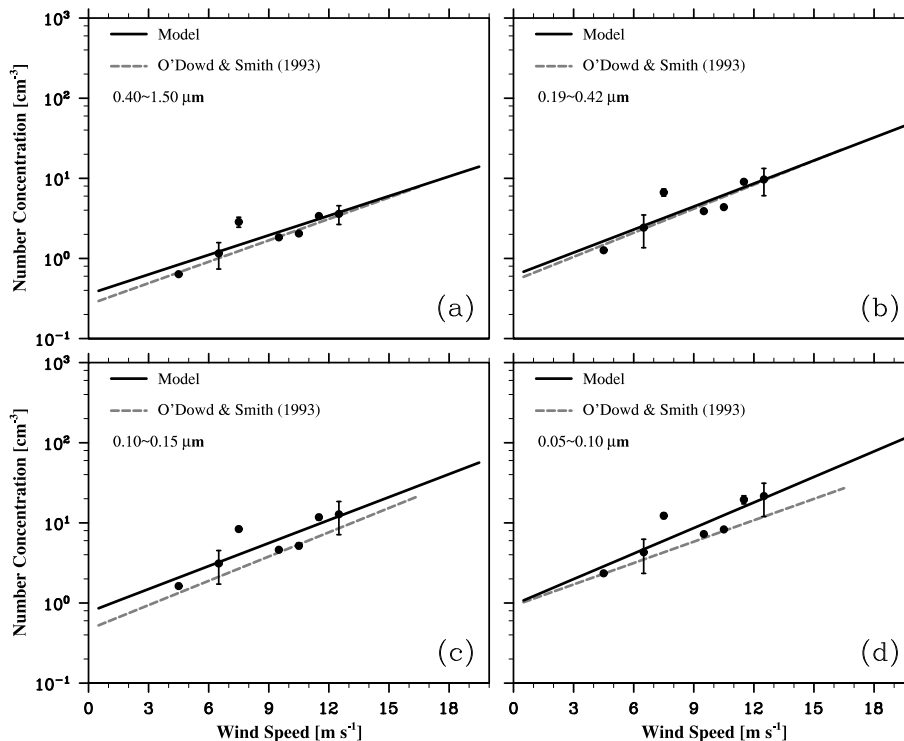 10³
10²
10¹
10⁰
10⁻¹
Number Concentration [cm⁻³]
Model
O'Dowd & Smith (1993)
0.40~1.50 μm
(a)
Model
O'Dowd & Smith (1993)
0.19~0.42 μm
(b)
10³
10²
10¹
10⁰
10⁻¹
Number Concentration [cm⁻³]
Model
O'Dowd & Smith (1993)
0.10~0.15 μm
(c)
0 3 6 9 12 15 18
Wind Speed [m s⁻¹]
Model
O'Dowd & Smith (1993)
0.05~0.10 μm
(d)
0 3 6 9 12 15 18
Wind Speed [m s⁻¹]